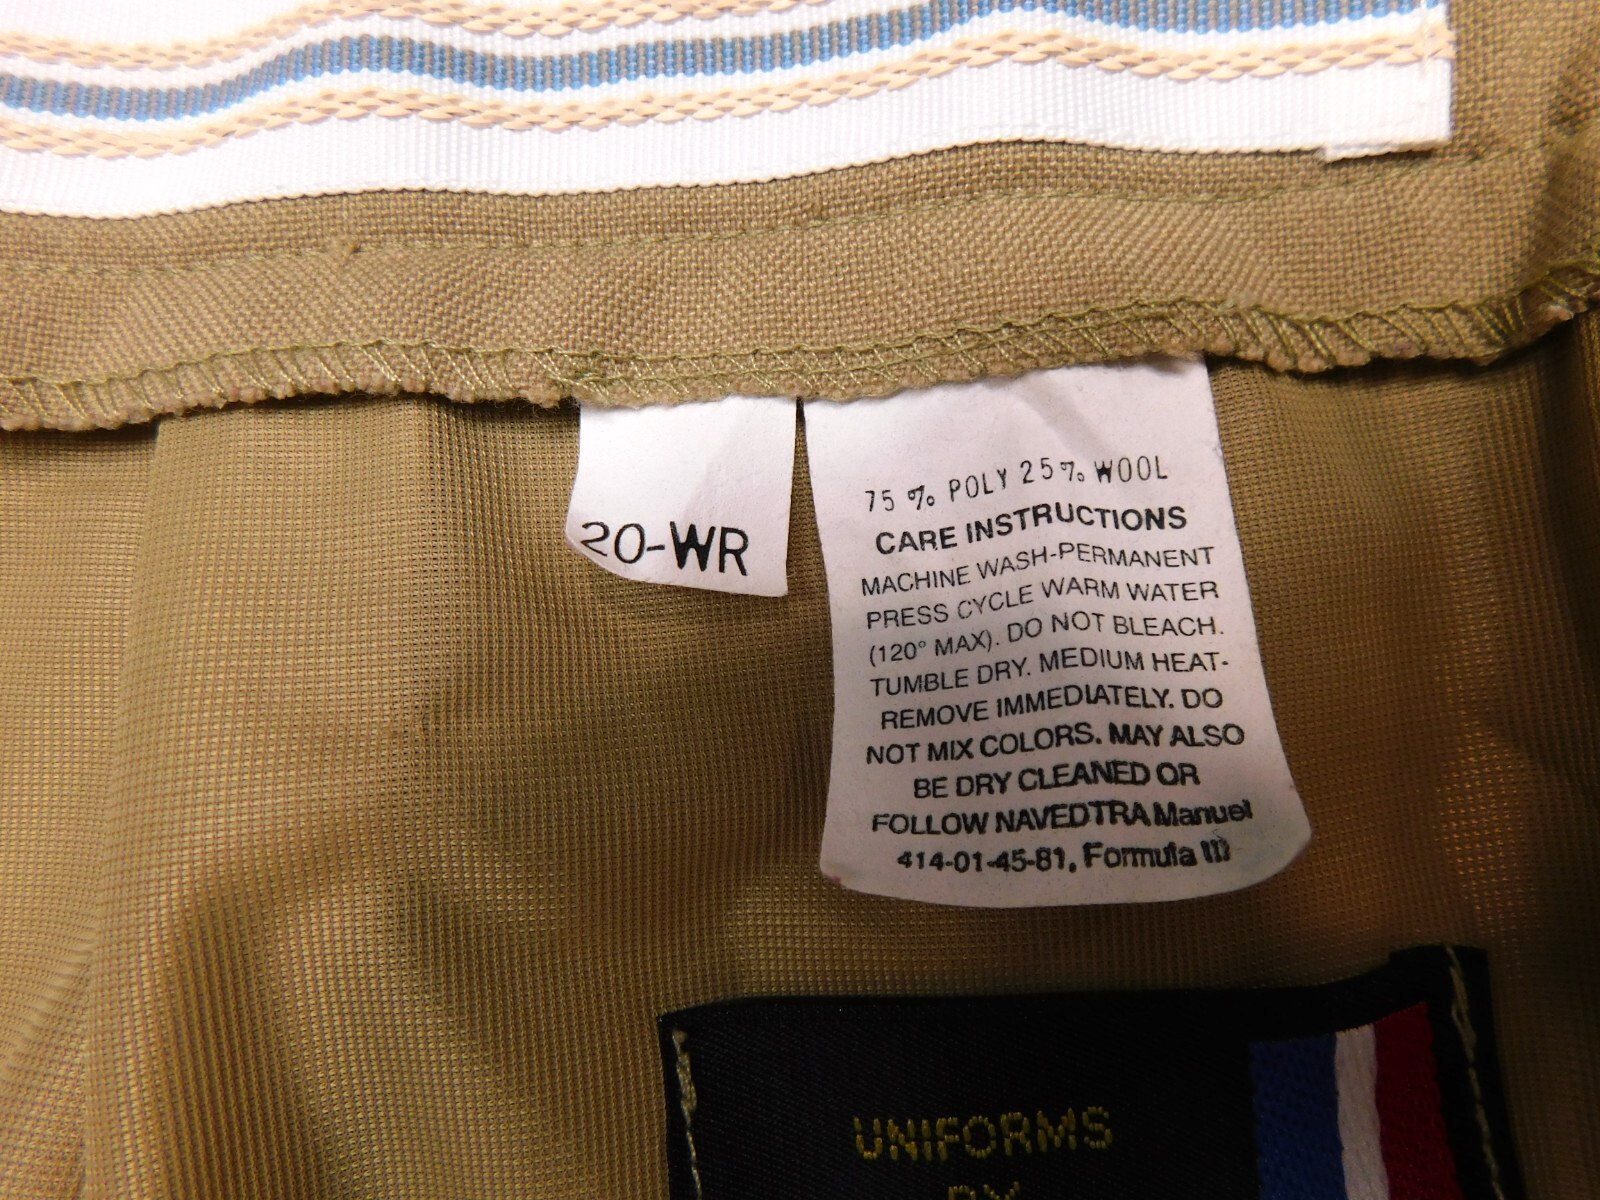 20-WR
75 % POLY 25% WOOL
CARE INSTRUCTIONS
MACHINE WASH-PERMANENT
PRESS CYCLE WARM WATER
(120° MAX). DO NOT BLEACH.
TUMBLE DRY. MEDIUM HEAT-
REMOVE IMMEDIATELY. DO
NOT MIX COLORS. MAY ALSO
BE DRY CLEANED OR
FOLLOW NAVEDTRA Manuel
414-01-45-81, Formula III
UNIFORMS
BY